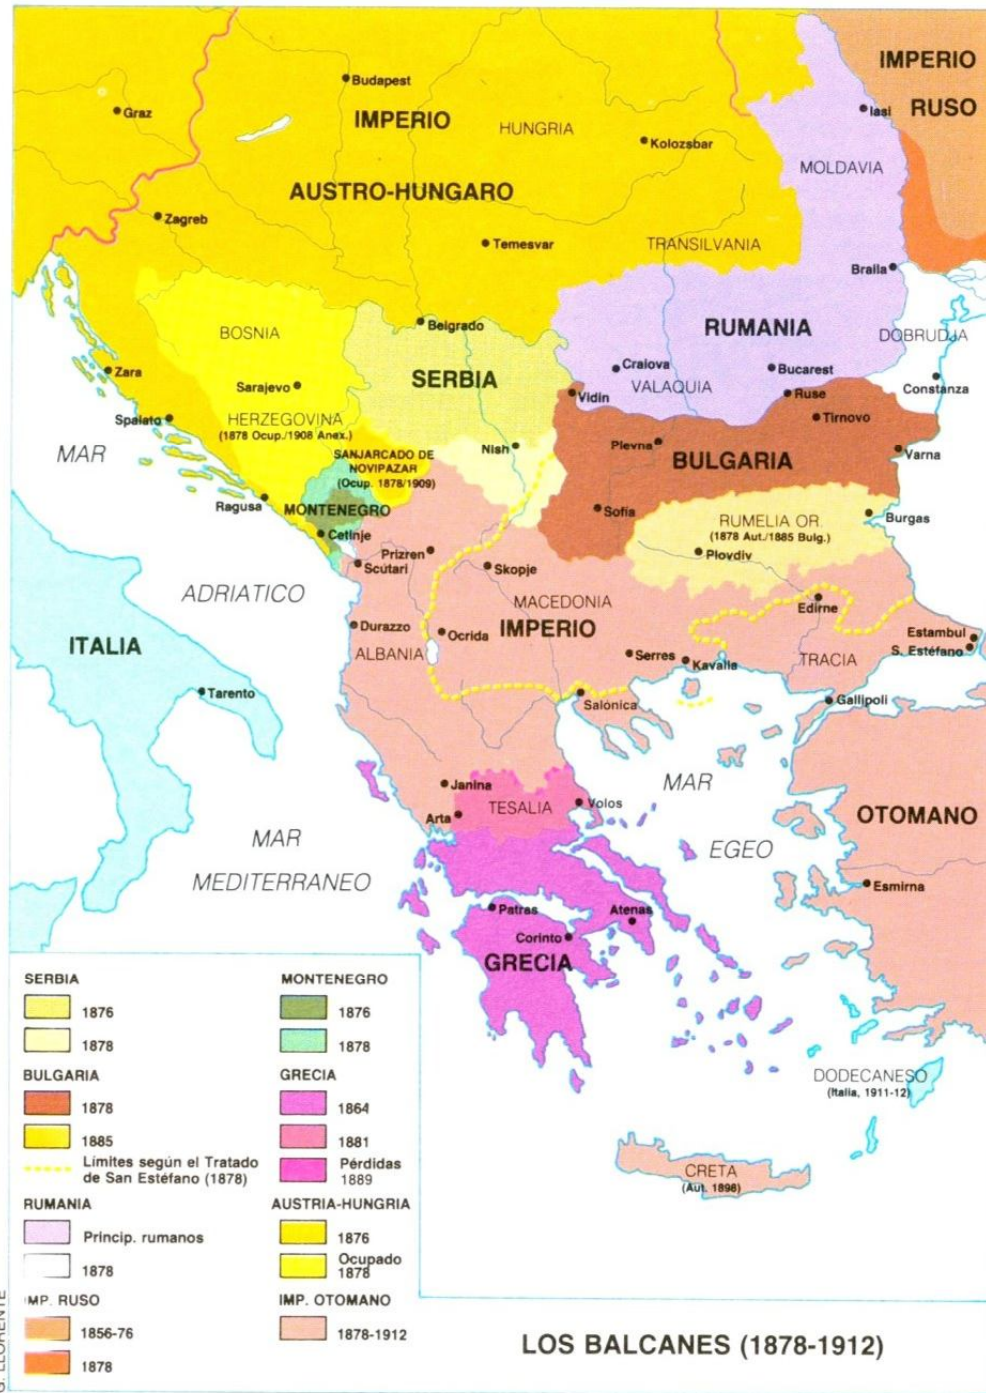 IMPERIO
RUSO
Budapest
Graz
IMPERIO
HUNGRIA
Iasi
Kolozsbar
MOLDAVIA
AUSTRO-HUNGARO
Zagreb
Temesvar
TRANSILVANIA
Braila
BOSNIA
Belgrado
RUMANIA
DOBRUDJA
Zara
Sarajevo
SERBIA
Craiova
VALAQUIA
Bucarest
Constanza
Vidin
Ruse
Spalato
HERZEGOVINA
(1878 Ocup./1908 Anex.)
Tirnovo
MAR
SANJARCADO DE
NOVIPAZAR
(Ocup. 1878/1909)
Nish
Plevna
BULGARIA
Varna
Ragusa
MONTENEGRO
Sofía
RUMELIA OR.
(1878 Aut./1885 Bulg.)
Burgas
Cetinje
Prizren
Scútari
Plovdiv
Skopje
ADRIATICO
MACEDONIA
Edirne
ITALIA
Durazzo
ALBANIA
Ocrida
IMPERIO
Estambul
S. Estéfano
Serres
Kavalla
TRACIA
Tarento
Salónica
Gallipoli
Janina
MAR
TESALIA
Volos
Arta
OTOMANO
MAR
MEDITERRANEO
EGEO
Esmirna
Patras
Atenas
Corinto
GRECIA
DODECANESO
(Italia, 1911-12)
CRETA
(Aut. 1898)
SERBIA
1876
1878
BULGARIA
1878
1885
Límites según el Tratado
de San Estéfano (1878)
RUMANIA
Princip. rumanos
1878
IMP. RUSO
1856-76
1878
MONTENEGRO
1876
1878
GRECIA
1864
1881
Pérdidas
1889
AUSTRIA-HUNGRIA
1876
Ocupado
1878
IMP. OTOMANO
1878-1912
LOS BALCANES (1878-1912)
G. LLORENTE